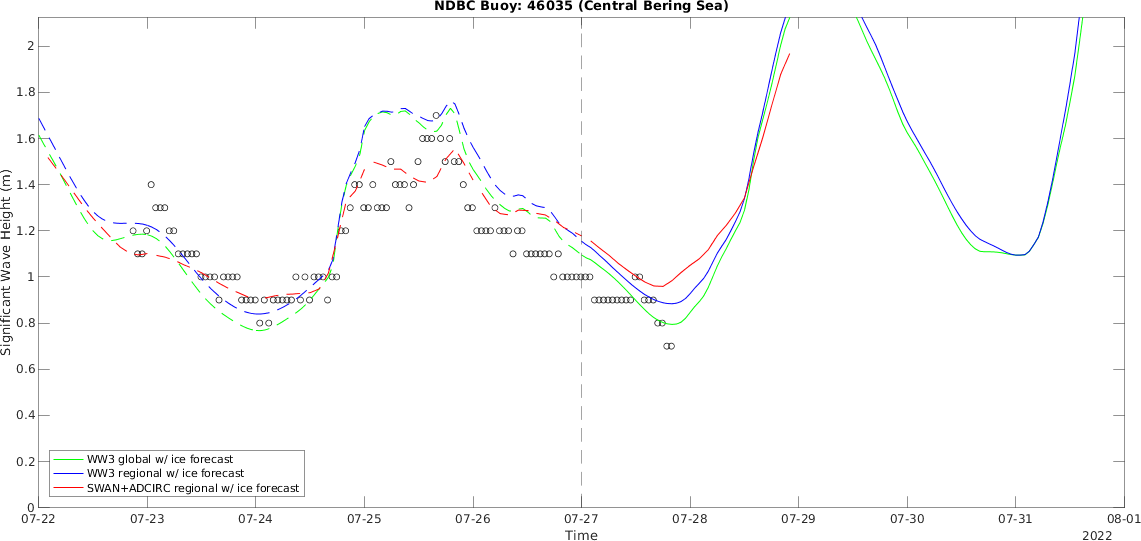 NDBC Buoy: 46035 (Central Bering Sea)
2
1.8
1.6
1.4
1.2
1
0.8
0.6
0.4
0.2
0
Significant Wave Height (m)
WW3 global w/ ice forecast
WW3 regional w/ ice forecast
SWAN+ADCIRC regional w/ ice forecast
07-22 07-23 07-24 07-25 07-26 07-27 07-28 07-29 07-30 07-31 08-01
Time
2022